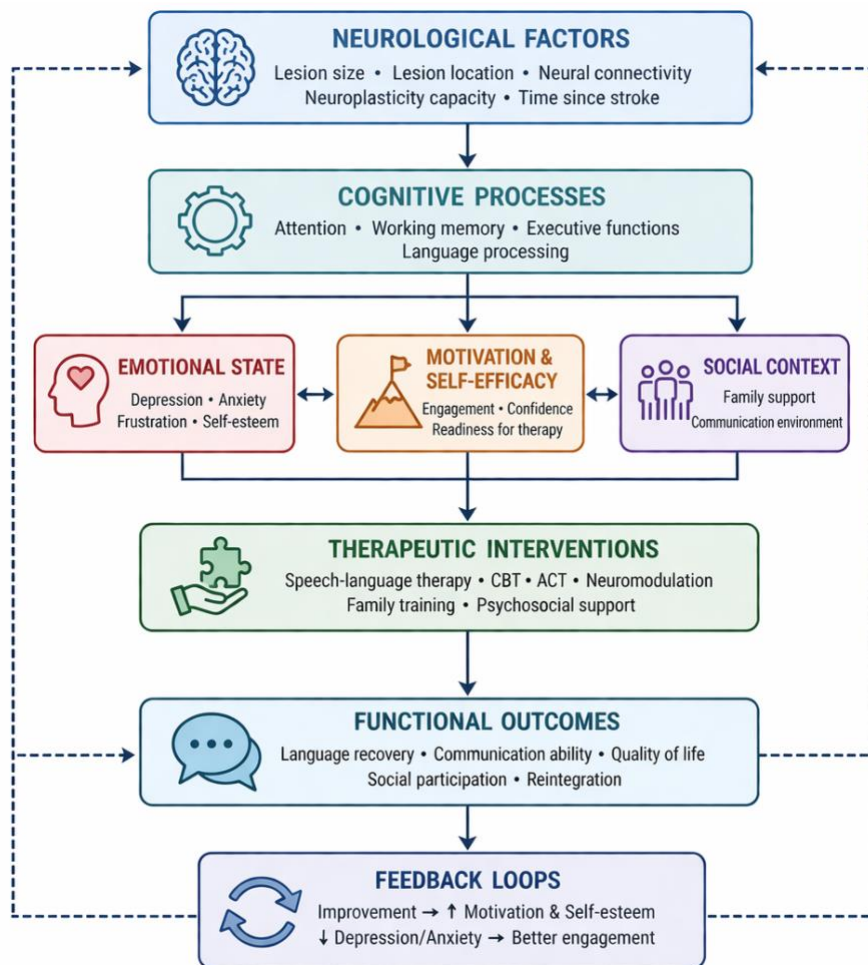 NEUROLOGICAL FACTORS
Lesion size • Lesion location • Neural connectivity
Neuroplasticity capacity • Time since stroke
COGNITIVE PROCESSES
Attention • Working memory • Executive functions
Language processing
EMOTIONAL STATE
Depression • Anxiety
Frustration • Self-esteem
MOTIVATION &
SELF-EFFICACY
Engagement • Confidence
Readiness for therapy
SOCIAL CONTEXT
Family support
Communication environment
THERAPEUTIC INTERVENTIONS
Speech-language therapy • CBT • ACT • Neuromodulation
Family training • Psychosocial support
FUNCTIONAL OUTCOMES
Language recovery • Communication ability • Quality of life
Social participation • Reintegration
FEEDBACK LOOPS
Improvement → ↑ Motivation & Self-esteem
↓ Depression/Anxiety → Better engagement